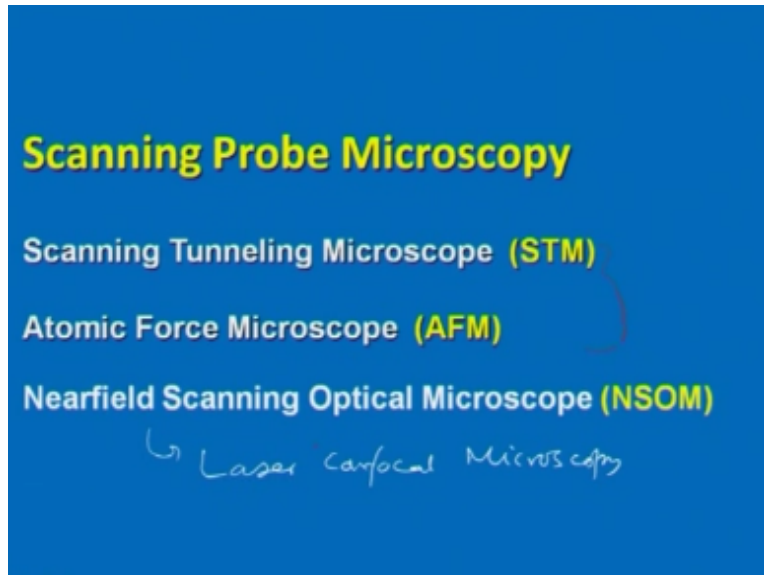 Scanning Probe Microscopy
Scanning Tunneling Microscope (STM)
Atomic Force Microscope (AFM)
Nearfield Scanning Optical Microscope (NSOM)
Laser Confocal Microscopy